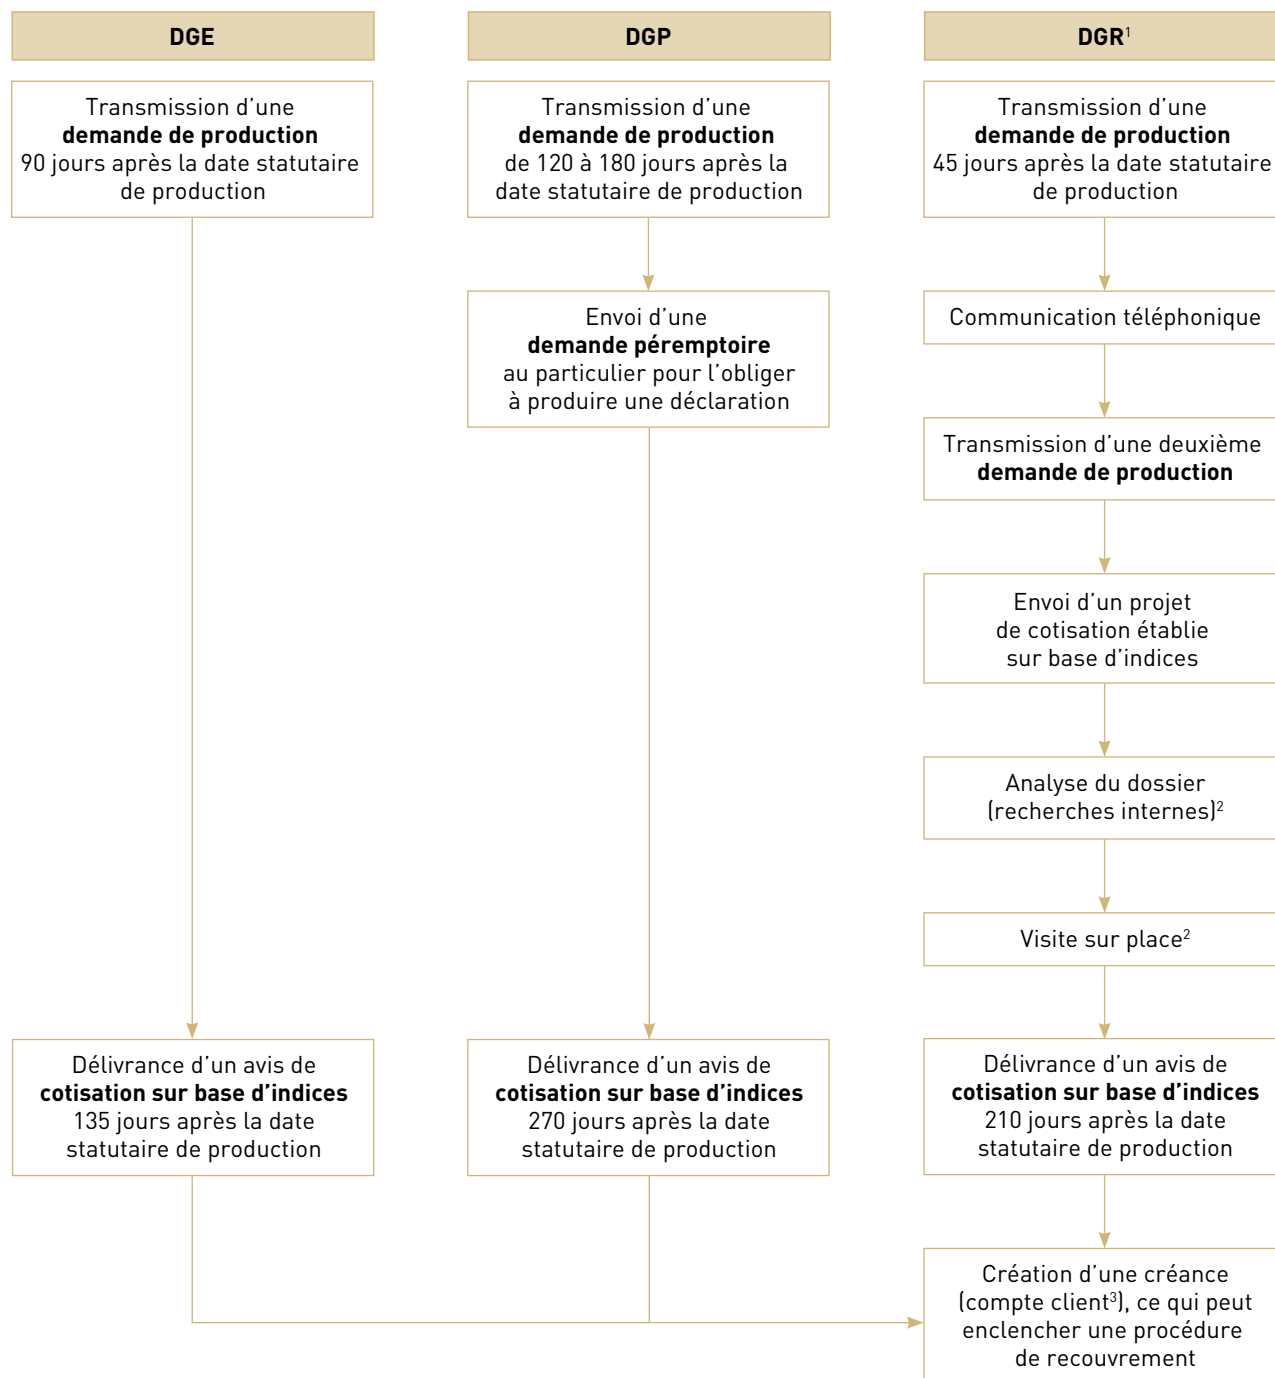 DGE
DGP
DGR¹
Transmission d’une
demande de production
90 jours après la date statutaire
de production
Transmission d’une
demande de production
de 120 à 180 jours après la
date statutaire de production
Transmission d’une
demande de production
45 jours après la date statutaire
de production
Envoi d’une
demande péremptoire
au particulier pour l’obliger
à produire une déclaration
Communication téléphonique
Transmission d’une deuxième
demande de production
Envoi d’un projet
de cotisation établie
sur base d’indices
Analyse du dossier
(recherches internes)²
Visite sur place²
Délivrance d’un avis de
cotisation sur base d’indices
135 jours après la date
statutaire de production
Délivrance d’un avis de
cotisation sur base d’indices
270 jours après la date
statutaire de production
Délivrance d’un avis de
cotisation sur base d’indices
210 jours après la date
statutaire de production
Création d’une créance
(compte client³), ce qui peut
enclencher une procédure
de recouvrement